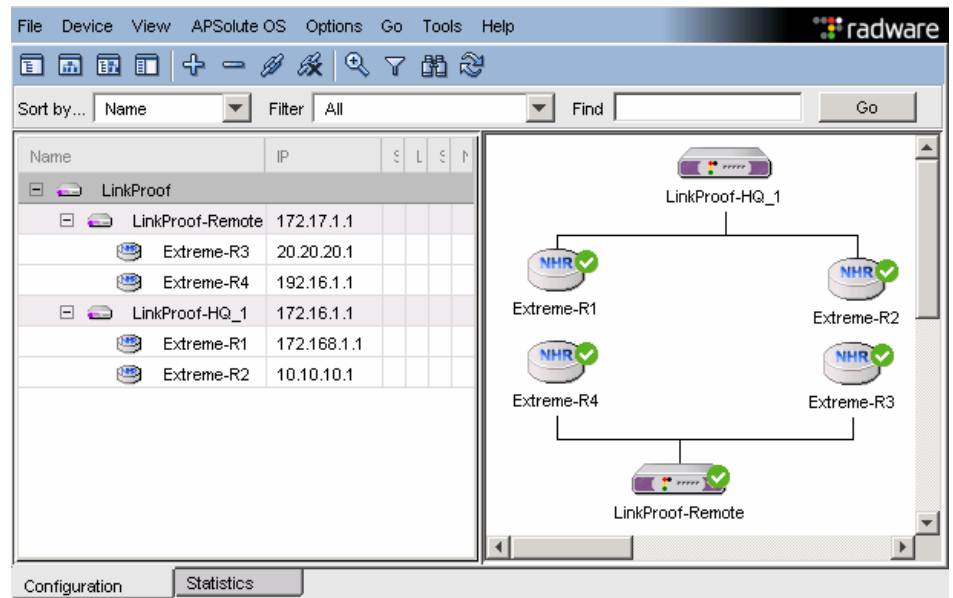 File Device View APSolute OS Options Go Tools Help
radware
Sort by... Name Filter All Find Go
Name IP S L S N
LinkProof
LinkProof-Remote 172.17.1.1
Extreme-R3 20.20.20.1
Extreme-R4 192.16.1.1
LinkProof-HQ_1 172.16.1.1
Extreme-R1 172.168.1.1
Extreme-R2 10.10.10.1
LinkProof-HQ_1
NHR NHR
Extreme-R1 Extreme-R2
NHR NHR
Extreme-R4 Extreme-R3
LinkProof-Remote
Configuration Statistics